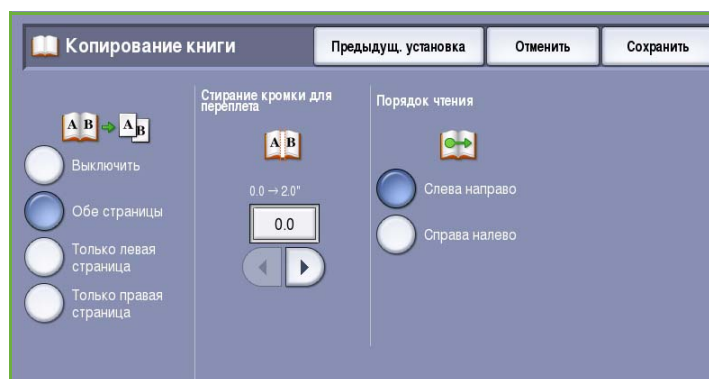 Копирование книги
Предыдущ. установка
Отменить
Сохранить
A B
A B
Выключить
Обе страницы
Только левая
страница
Только правая
страница
Стирание кромки для
переплета
A B
0.0 → 2.0"
0.0
Порядок чтения
Слева направо
Справа налево